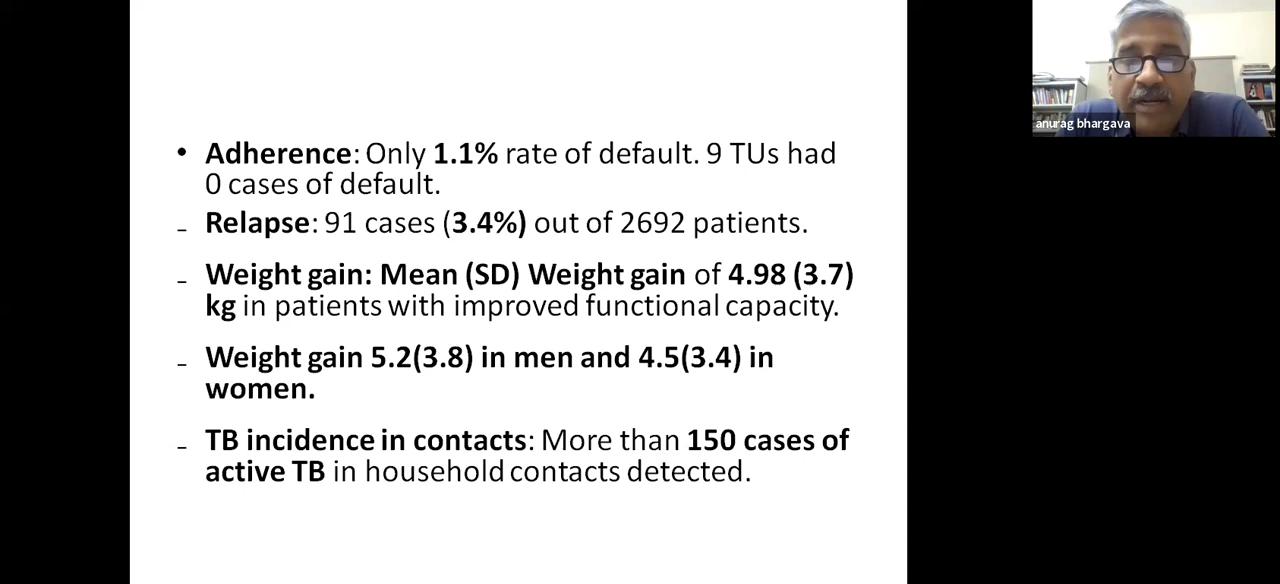 • Adherence: Only 1.1% rate of default. 9 TUs had
0 cases of default.
– Relapse: 91 cases (3.4%) out of 2692 patients.
– Weight gain: Mean (SD) Weight gain of 4.98 (3.7)
kg in patients with improved functional capacity.
– Weight gain 5.2(3.8) in men and 4.5(3.4) in
women.
– TB incidence in contacts: More than 150 cases of
active TB in household contacts detected.
anurag bhargava